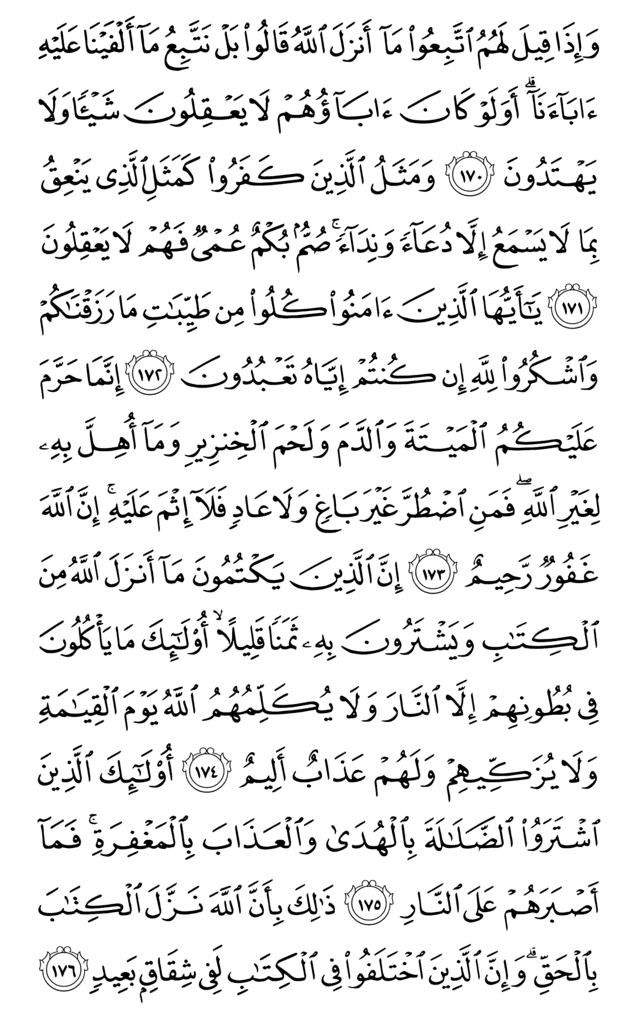 وَإِذَا قِيلَ لَهُمُ ٱتَّبِعُوا۟ مَآ أَنزَلَ ٱللَّهُ قَالُوا۟ بَلْ نَتَّبِعُ مَآ أَلْفَيْنَا عَلَيْهِ
ءَابَآءَنَآ ۗ أَوَلَوْ كَانَ ءَابَآؤُهُمْ لَا يَعْقِلُونَ شَيْـًٔا وَلَا
يَهْتَدُونَ ١٧٠ وَمَثَلُ ٱلَّذِينَ كَفَرُوا۟ كَمَثَلِ ٱلَّذِى يَنْعِقُ
بِمَا لَا يَسْمَعُ إِلَّا دُعَآءً وَنِدَآءً ۚ صُمٌّۢ بُكْمٌ عُمْىٌ فَهُمْ لَا يَعْقِلُونَ
١٧١ يَـٰٓأَيُّهَا ٱلَّذِينَ ءَامَنُوا۟ كُلُوا۟ مِن طَيِّبَـٰتِ مَا رَزَقْنَـٰكُمْ
وَٱشْكُرُوا۟ لِلَّهِ إِن كُنتُمْ إِيَّاهُ تَعْبُدُونَ ١٧٢ إِنَّمَا حَرَّمَ
عَلَيْكُمُ ٱلْمَيْتَةَ وَٱلدَّمَ وَلَحْمَ ٱلْخِنزِيرِ وَمَآ أُهِلَّ بِهِۦ
لِغَيْرِ ٱللَّهِ ۖ فَمَنِ ٱضْطُرَّ غَيْرَ بَاغٍ وَلَا عَادٍ فَلَآ إِثْمَ عَلَيْهِ ۚ إِنَّ ٱللَّهَ
غَفُورٌ رَّحِيمٌ ١٧٣ إِنَّ ٱلَّذِينَ يَكْتُمُونَ مَآ أَنزَلَ ٱللَّهُ مِنَ
ٱلْكِتَـٰبِ وَيَشْتَرُونَ بِهِۦ ثَمَنًا قَلِيلًا ۙ أُو۟لَـٰٓئِكَ مَا يَأْكُلُونَ
فِى بُطُونِهِمْ إِلَّا ٱلنَّارَ وَلَا يُكَلِّمُهُمُ ٱللَّهُ يَوْمَ ٱلْقِيَـٰمَةِ
وَلَا يُزَكِّيهِمْ وَلَهُمْ عَذَابٌ أَلِيمٌ ١٧٤ أُو۟لَـٰٓئِكَ ٱلَّذِينَ
ٱشْتَرَوُا۟ ٱلضَّلَـٰلَةَ بِٱلْهُدَىٰ وَٱلْعَذَابَ بِٱلْمَغْفِرَةِ ۚ فَمَآ
أَصْبَرَهُمْ عَلَى ٱلنَّارِ ١٧٥ ذَٰلِكَ بِأَنَّ ٱللَّهَ نَزَّلَ ٱلْكِتَـٰبَ
بِٱلْحَقِّ ۗ وَإِنَّ ٱلَّذِينَ ٱخْتَلَفُوا۟ فِى ٱلْكِتَـٰبِ لَفِى شِقَاقٍۭ بَعِيدٍ ١٧٦